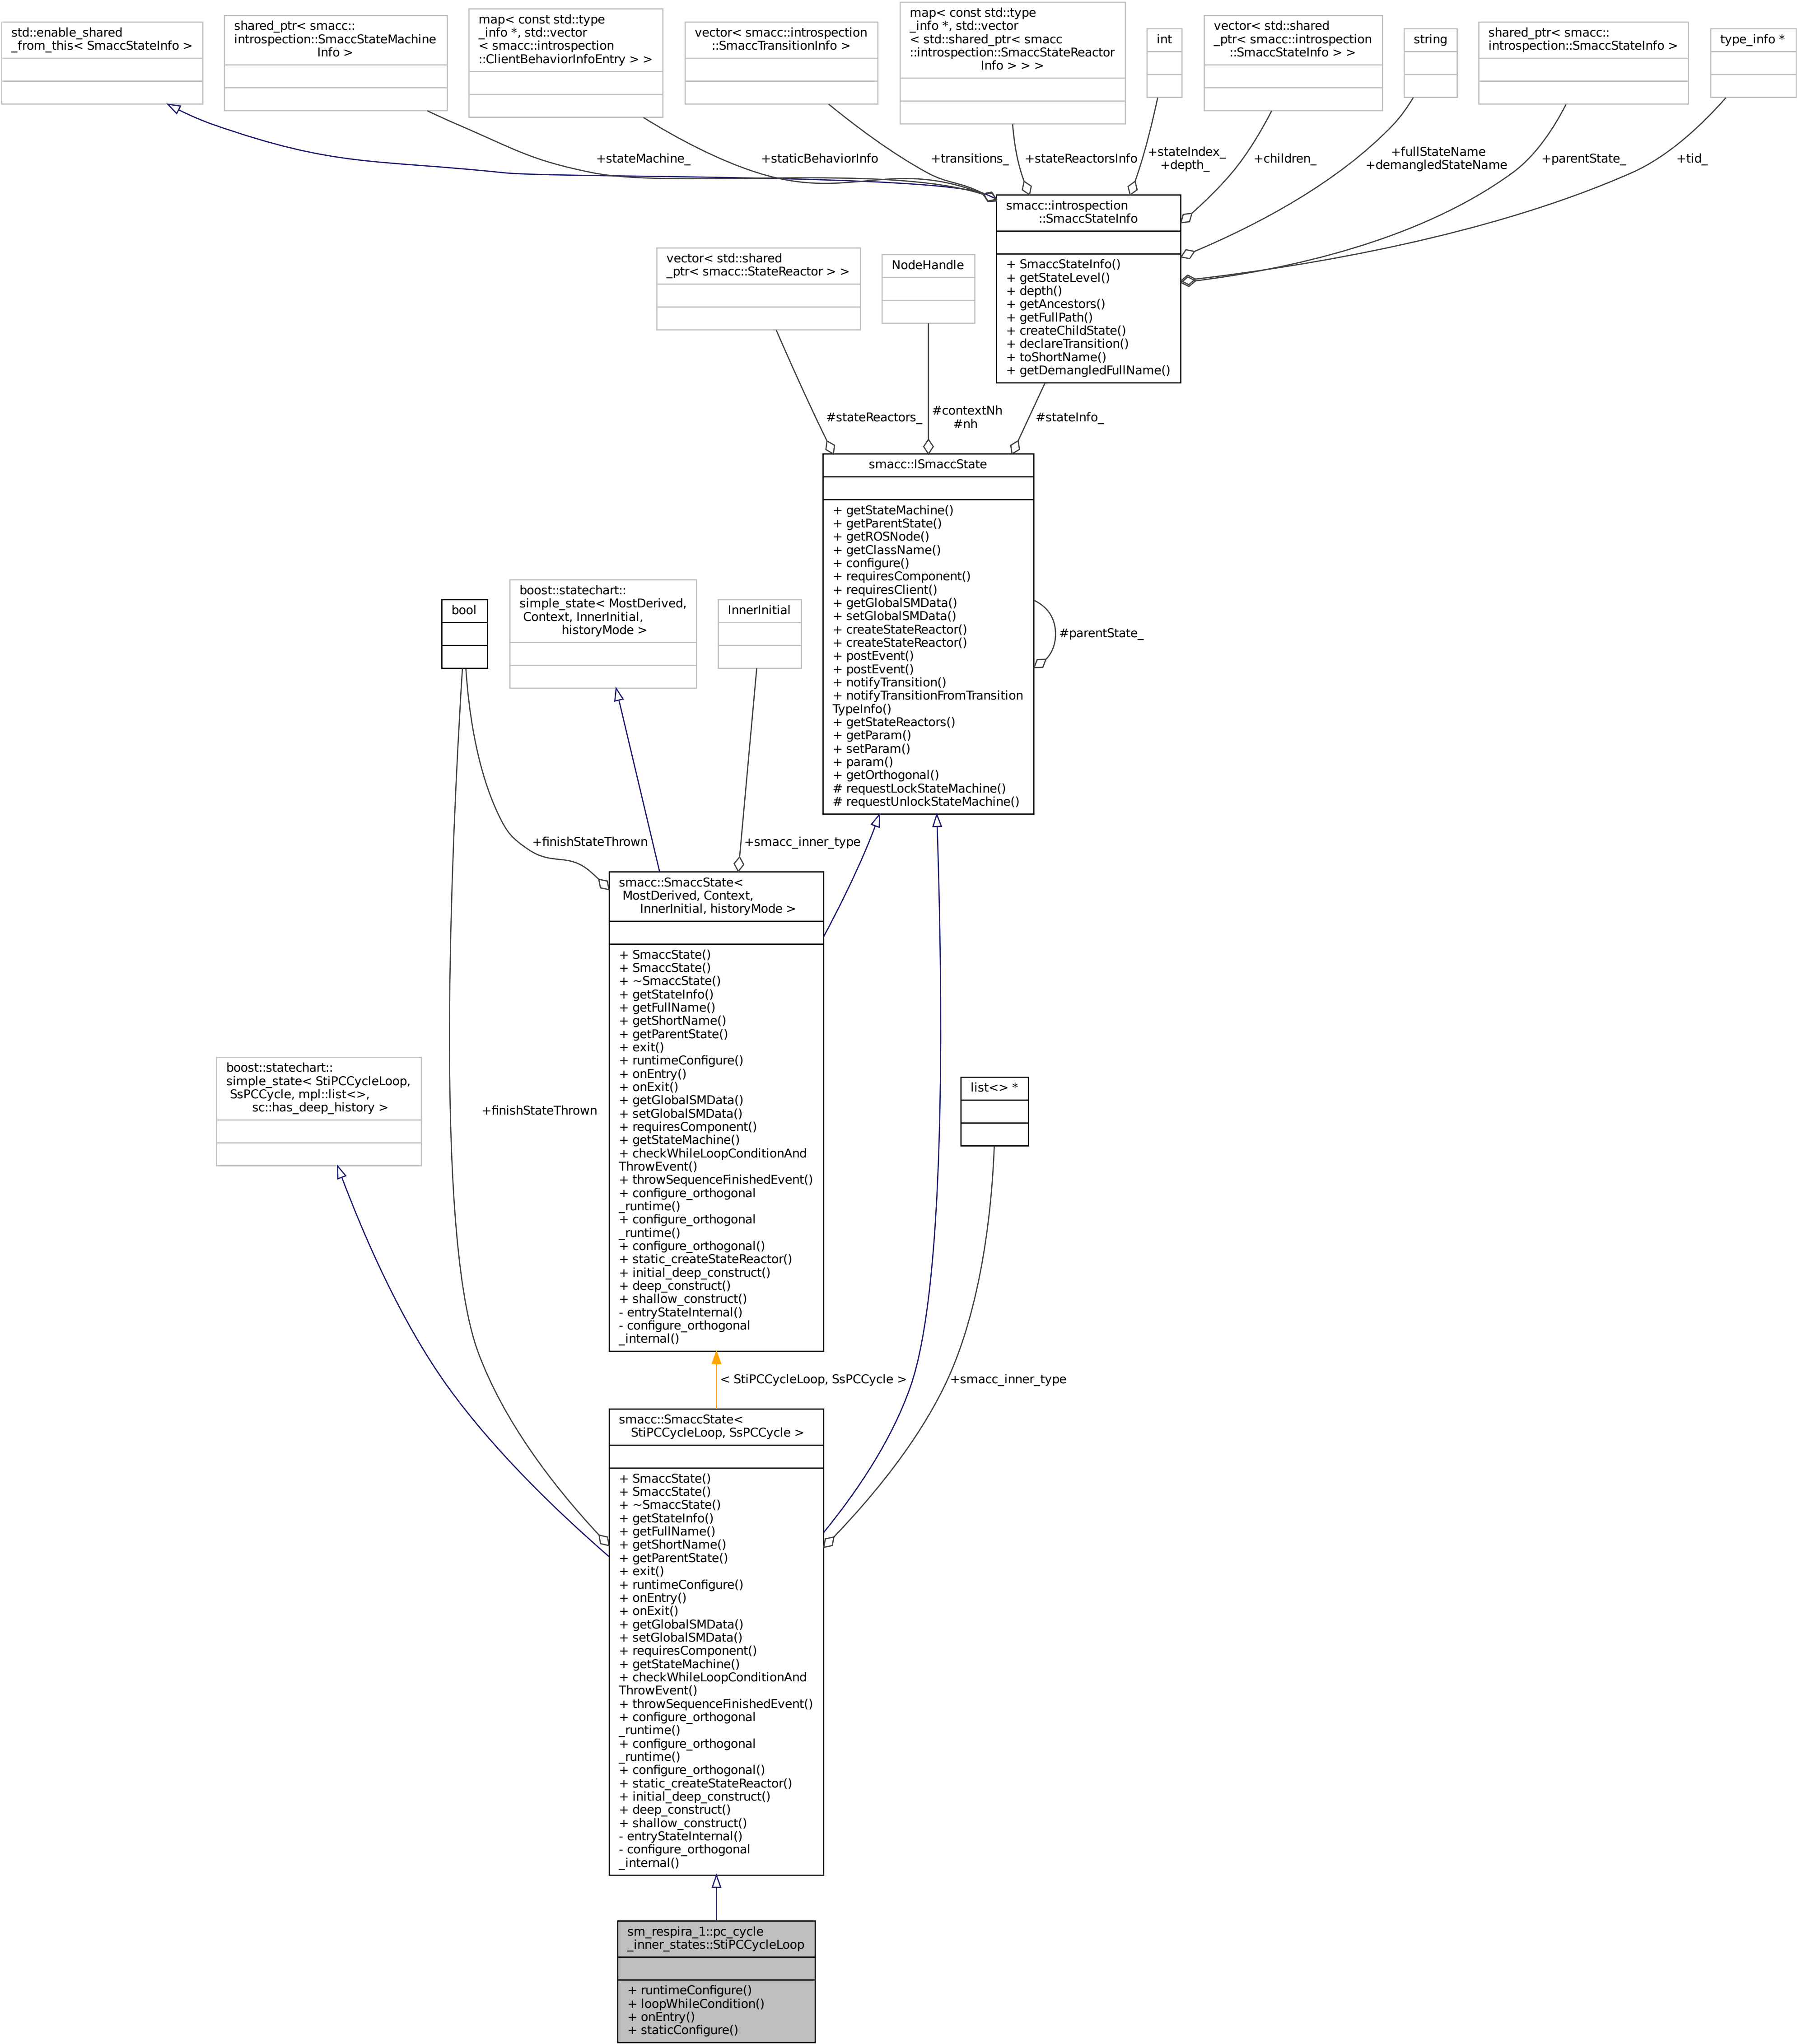 std::enable_shared
_from_this< SmaccStateInfo >
shared_ptr< smacc::
introspection::SmaccStateMachine
Info >
map< const std::type
_info *, std::vector
< smacc::introspection
::ClientBehaviorInfoEntry > >
vector< smacc::introspection
::SmaccTransitionInfo >
map< const std::type
_info *, std::vector
< std::shared_ptr< smacc
::introspection::SmaccStateReactor
Info > > >
int
vector< std::shared
_ptr< smacc::introspection
::SmaccStateInfo > >
string
shared_ptr< smacc::
introspection::SmaccStateInfo >
type_info *
+stateMachine_
+staticBehaviorInfo
+transitions_
+stateReactorsInfo
+stateIndex_
+depth_
+children_
+fullStateName
+demangledStateName
+parentState_
+tid_
smacc::introspection
::SmaccStateInfo
+ SmaccStateInfo()
+ getStateLevel()
+ depth()
+ getAncestors()
+ getFullPath()
+ createChildState()
+ declareTransition()
+ toShortName()
+ getDemangledFullName()
vector< std::shared
_ptr< smacc::StateReactor > >
NodeHandle
#stateReactors_
#contextNh
#nh
#stateInfo_
smacc::ISmaccState
+ getStateMachine()
+ getParentState()
+ getROSNode()
+ getClassName()
+ configure()
+ requiresComponent()
+ requiresClient()
+ getGlobalSMData()
+ setGlobalSMData()
+ createStateReactor()
+ createStateReactor()
+ postEvent()
+ postEvent()
+ notifyTransition()
+ notifyTransitionFromTransition
TypeInfo()
+ getStateReactors()
+ getParam()
+ setParam()
+ param()
+ getOrthogonal()
# requestLockStateMachine()
# requestUnlockStateMachine()
#parentState_
bool
boost::statechart::
simple_state< MostDerived,
Context, InnerInitial,
historyMode >
InnerInitial
+finishStateThrown
+smacc_inner_type
smacc::SmaccState<
MostDerived, Context,
InnerInitial, historyMode >
+ SmaccState()
+ SmaccState()
+ ~SmaccState()
+ getStateInfo()
+ getFullName()
+ getShortName()
+ getParentState()
+ exit()
+ runtimeConfigure()
+ onEntry()
+ onExit()
+ getGlobalSMData()
+ setGlobalSMData()
+ requiresComponent()
+ getStateMachine()
+ checkWhileLoopConditionAnd
ThrowEvent()
+ throwSequenceFinishedEvent()
+ configure_orthogonal
_runtime()
+ configure_orthogonal
_runtime()
+ configure_orthogonal()
+ static_createStateReactor()
+ initial_deep_construct()
+ deep_construct()
+ shallow_construct()
- entryStateInternal()
- configure_orthogonal
_internal()
boost::statechart::
simple_state< StiPCCycleLoop,
SsPCCycle, mpl::list<>,
sc::has_deep_history >
+finishStateThrown
list<> *
< StiPCCycleLoop, SsPCCycle >
+smacc_inner_type
smacc::SmaccState<
StiPCCycleLoop, SsPCCycle >
+ SmaccState()
+ SmaccState()
+ ~SmaccState()
+ getStateInfo()
+ getFullName()
+ getShortName()
+ getParentState()
+ exit()
+ runtimeConfigure()
+ onEntry()
+ onExit()
+ getGlobalSMData()
+ setGlobalSMData()
+ requiresComponent()
+ getStateMachine()
+ checkWhileLoopConditionAnd
ThrowEvent()
+ throwSequenceFinishedEvent()
+ configure_orthogonal
_runtime()
+ configure_orthogonal
_runtime()
+ configure_orthogonal()
+ static_createStateReactor()
+ initial_deep_construct()
+ deep_construct()
+ shallow_construct()
- entryStateInternal()
- configure_orthogonal
_internal()
sm_respira_1::pc_cycle
_inner_states::StiPCCycleLoop
+ runtimeConfigure()
+ loopWhileCondition()
+ onEntry()
+ staticConfigure()